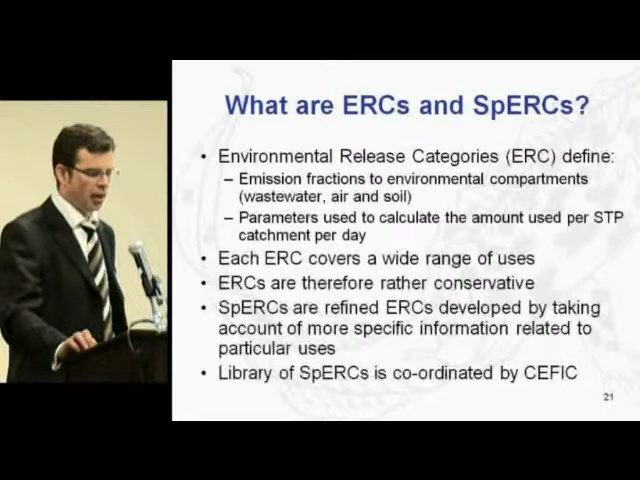 What are ERCs and SpERCs?
• Environmental Release Categories (ERC) define:
– Emission fractions to environmental compartments
(wastewater, air and soil)
– Parameters used to calculate the amount used per STP
catchment per day
• Each ERC covers a wide range of uses
• ERCs are therefore rather conservative
• SpERCs are refined ERCs developed by taking
account of more specific information related to
particular uses
• Library of SpERCs is co-ordinated by CEFIC
21